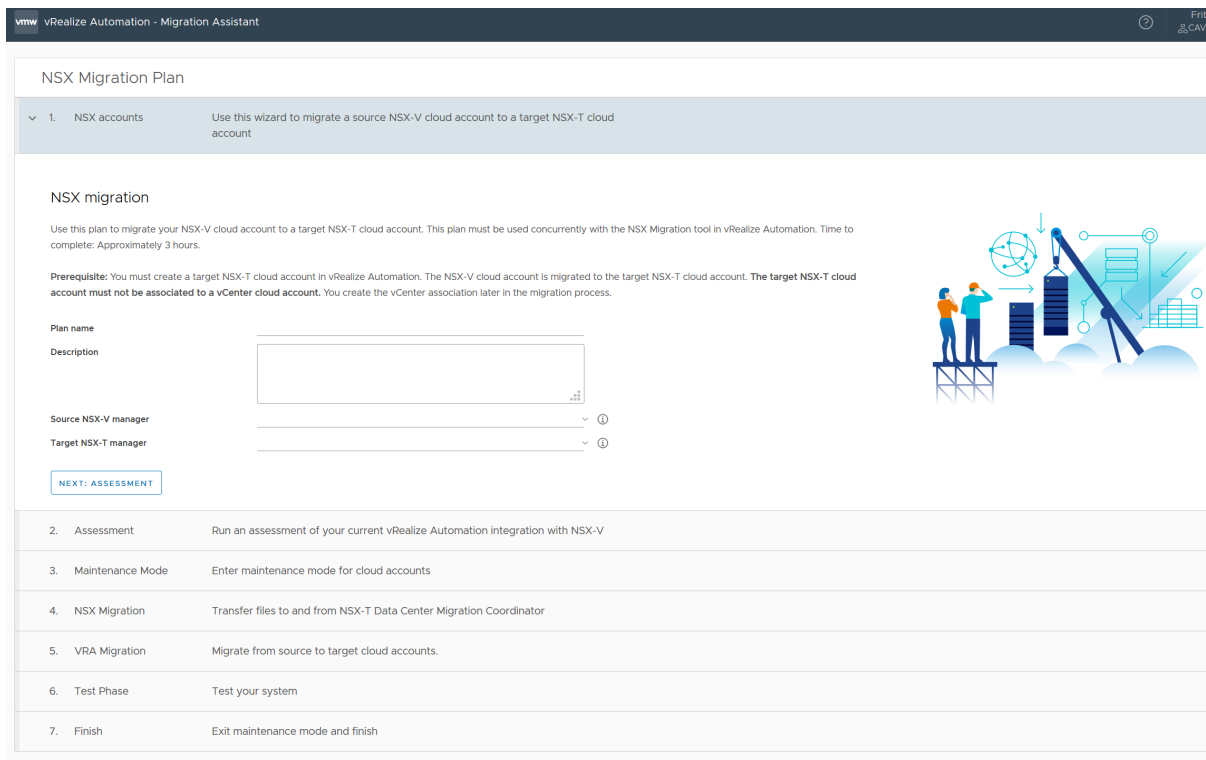 vmw vRealize Automation - Migration Assistant
NSX Migration Plan
1. NSX accounts Use this wizard to migrate a source NSX-V cloud account to a target NSX-T cloud
account
NSX migration
Use this plan to migrate your NSX-V cloud account to a target NSX-T cloud account. This plan must be used concurrently with the NSX Migration tool in vRealize Automation. Time to
complete: Approximately 3 hours.
Prerequisite: You must create a target NSX-T cloud account in vRealize Automation. The NSX-V cloud account is migrated to the target NSX-T cloud account. The target NSX-T cloud
account must not be associated to a vCenter cloud account. You create the vCenter association later in the migration process.
Plan name
Description
Source NSX-V manager
Target NSX-T manager
NEXT: ASSESSMENT
2. Assessment Run an assessment of your current vRealize Automation integration with NSX-V
3. Maintenance Mode Enter maintenance mode for cloud accounts
4. NSX Migration Transfer files to and from NSX-T Data Center Migration Coordinator
5. VRA Migration Migrate from source to target cloud accounts.
6. Test Phase Test your system
7. Finish Exit maintenance mode and finish